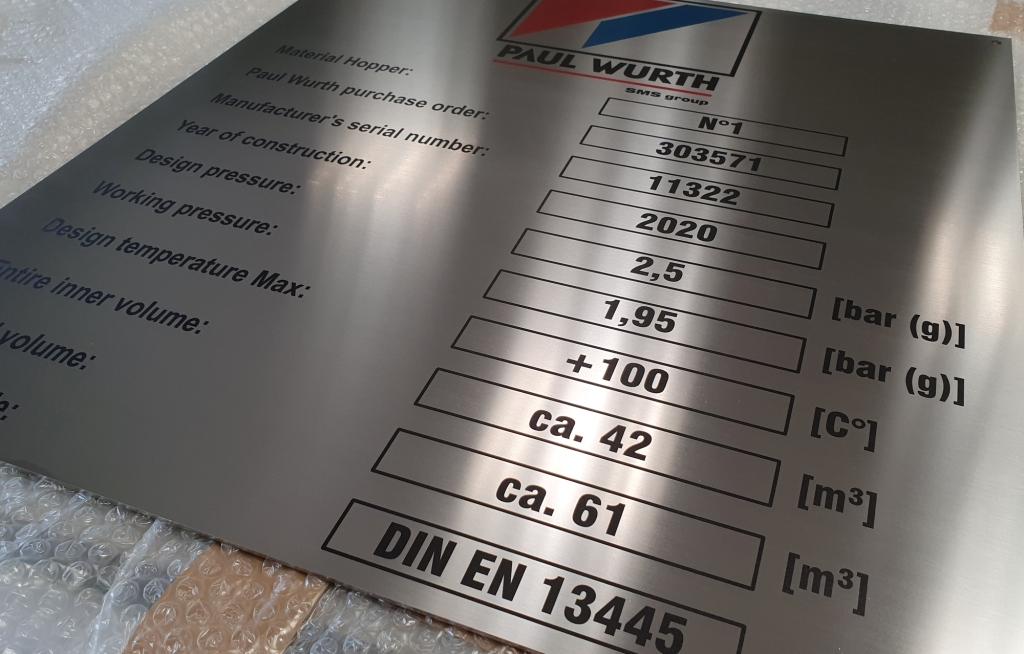 PAUL WURTH
SMS group
Material Hopper: N°1
Paul Wurth purchase order: 303571
Manufacturer's serial number: 11322
Year of construction: 2020
Design pressure: 2,5 [bar (g)]
Working pressure: 1,95 [bar (g)]
Design temperature Max: +100 [C°]
Entire inner volume: ca. 42 [m³]
volume: ca. 61 [m³]
DIN EN 13445